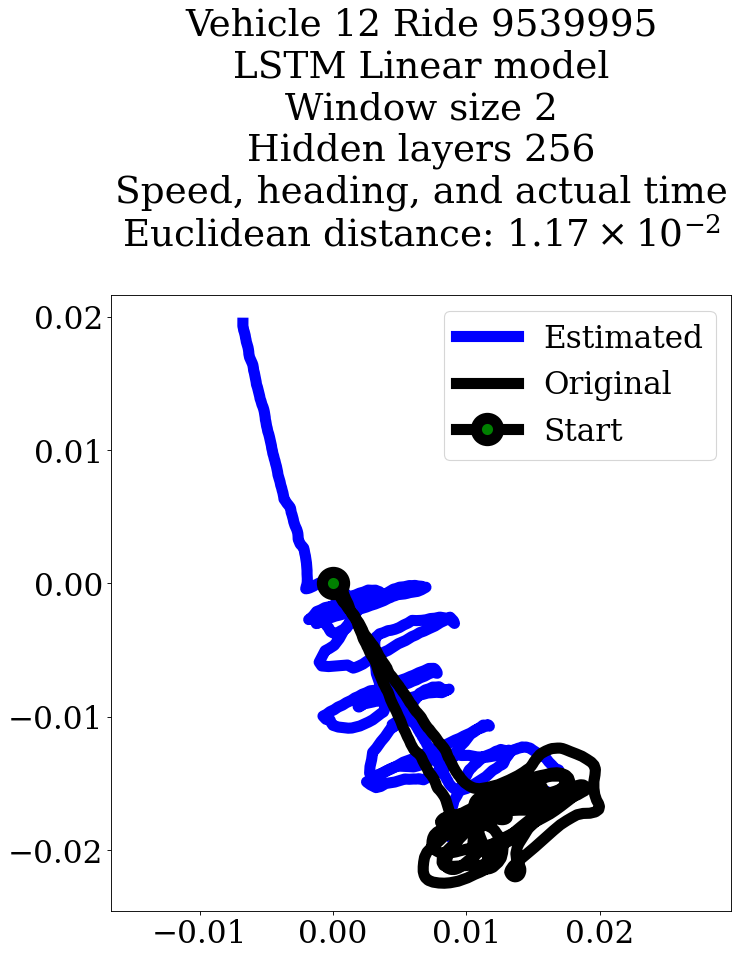 Vehicle 12 Ride 9539995
LSTM Linear model
Window size 2
Hidden layers 256
Speed, heading, and actual time
Euclidean distance: 1.17 × 10⁻²
Estimated
Original
Start
0.02
0.01
0.00
−0.01
−0.02
−0.01
0.00
0.01
0.02